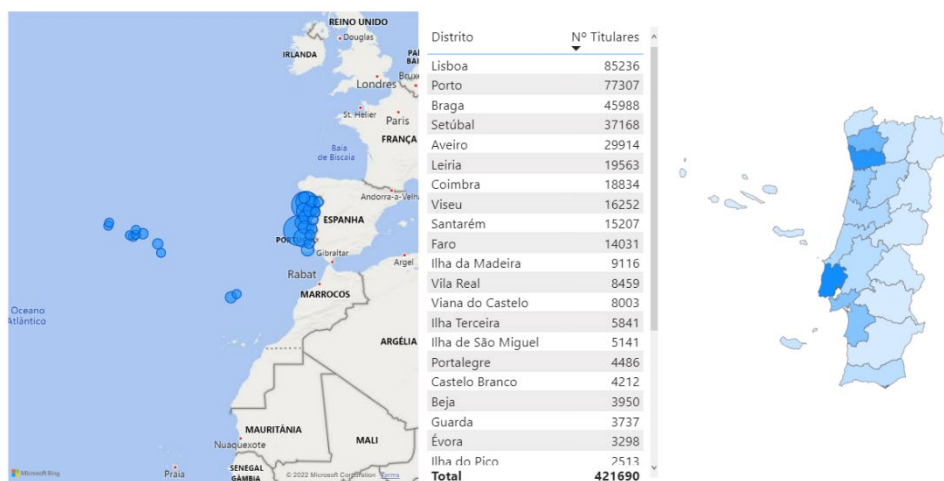 REINO UNIDO
Douglas
IRLANDA
Londres
St. Helier
Paris
FRANÇA
Baía
de Biscaia
Andorra-a-Velha
ESPANHA
Gibraltar
Argel
Rabat
MARROCOS
Oceano
Atlântico
ARGÉLIA
MAURITÂNIA
Nuaquexote
MALI
Praia
SENEGAL
GÂMBIA
Microsoft Bing
© 2022 Microsoft Corporation Terms
Distrito Nº Titulares
Lisboa 85236
Porto 77307
Braga 45988
Setúbal 37168
Aveiro 29914
Leiria 19563
Coimbra 18834
Viseu 16252
Santarém 15207
Faro 14031
Ilha da Madeira 9116
Vila Real 8459
Viana do Castelo 8003
Ilha Terceira 5841
Ilha de São Miguel 5141
Portalegre 4486
Castelo Branco 4212
Beja 3950
Guarda 3737
Évora 3298
Ilha do Pico 2513
Total 421690